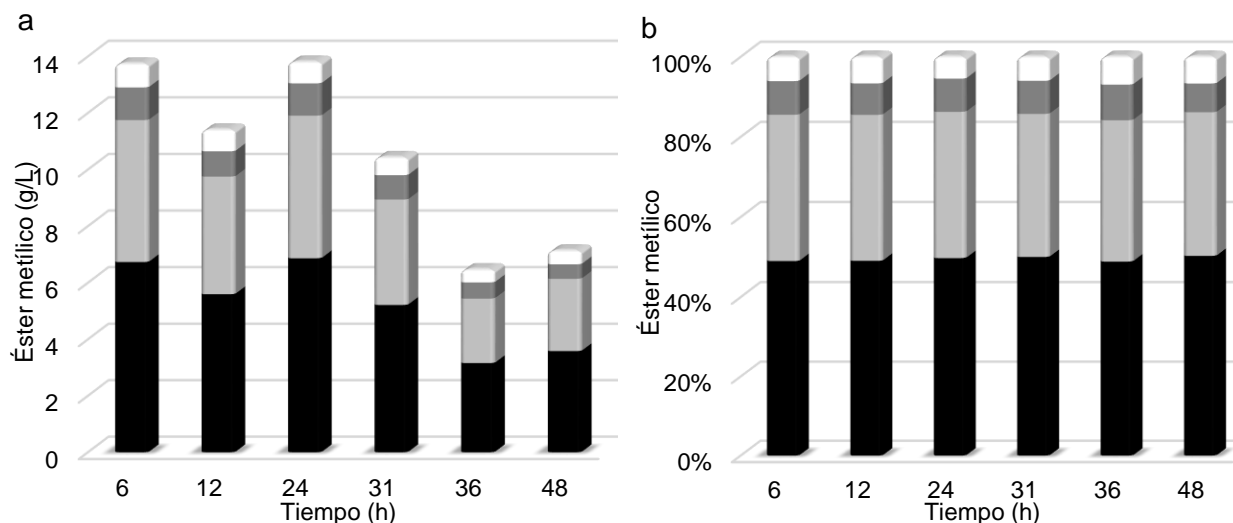 a
14
12
10
8
6
4
2
0
Éster metílico (g/L)
6 12 24 31 36 48
Tiempo (h)
b
100%
80%
60%
40%
20%
0%
Éster metílico
6 12 24 31 36 48
Tiempo (h)